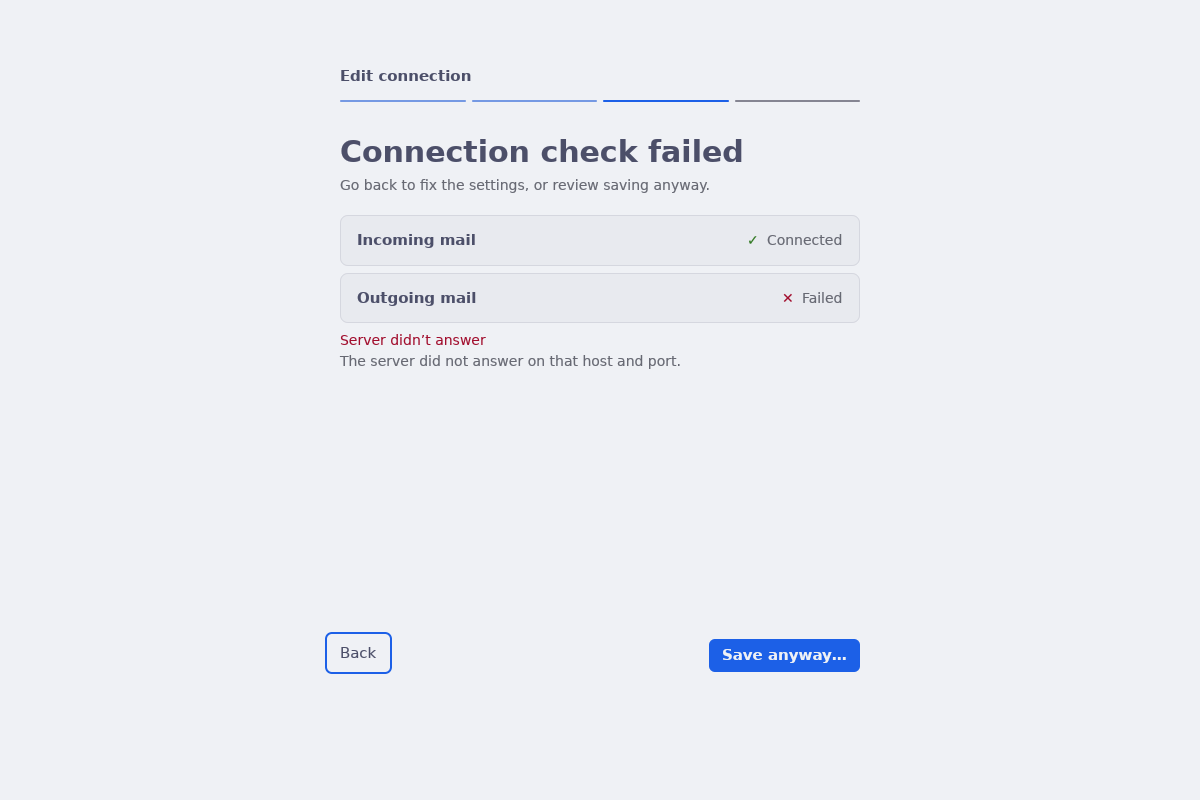 Edit connection
Connection check failed
Go back to fix the settings, or review saving anyway.
Incoming mail ✓ Connected
Outgoing mail ✕ Failed
Server didn’t answer
The server did not answer on that host and port.
Back Save anyway…